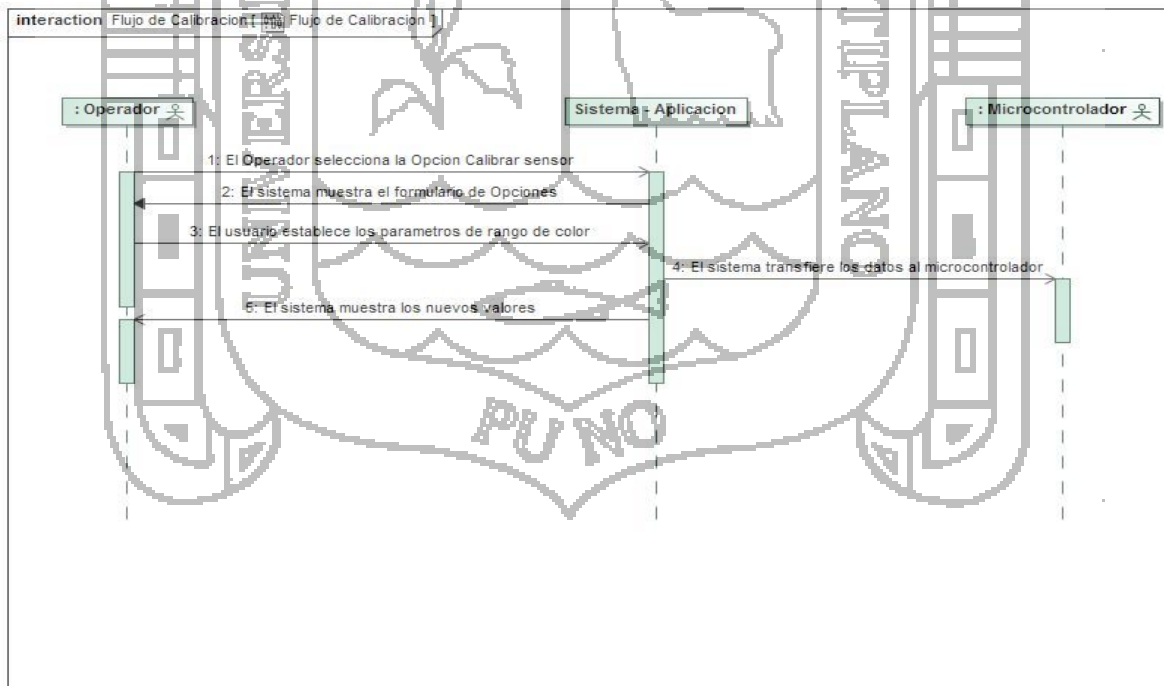 interaction Flujo de Calibracion [ Flujo de Calibracion ]
: Operador
Sistema - Aplicacion
: Microcontrolador
1: El Operador selecciona la Opcion Calibrar sensor
2: El sistema muestra el formulario de Opciones
3: El usuario establece los parametros de rango de color
4: El sistema transfiere los datos al microcontrolador
5: El sistema muestra los nuevos valores
PUNO